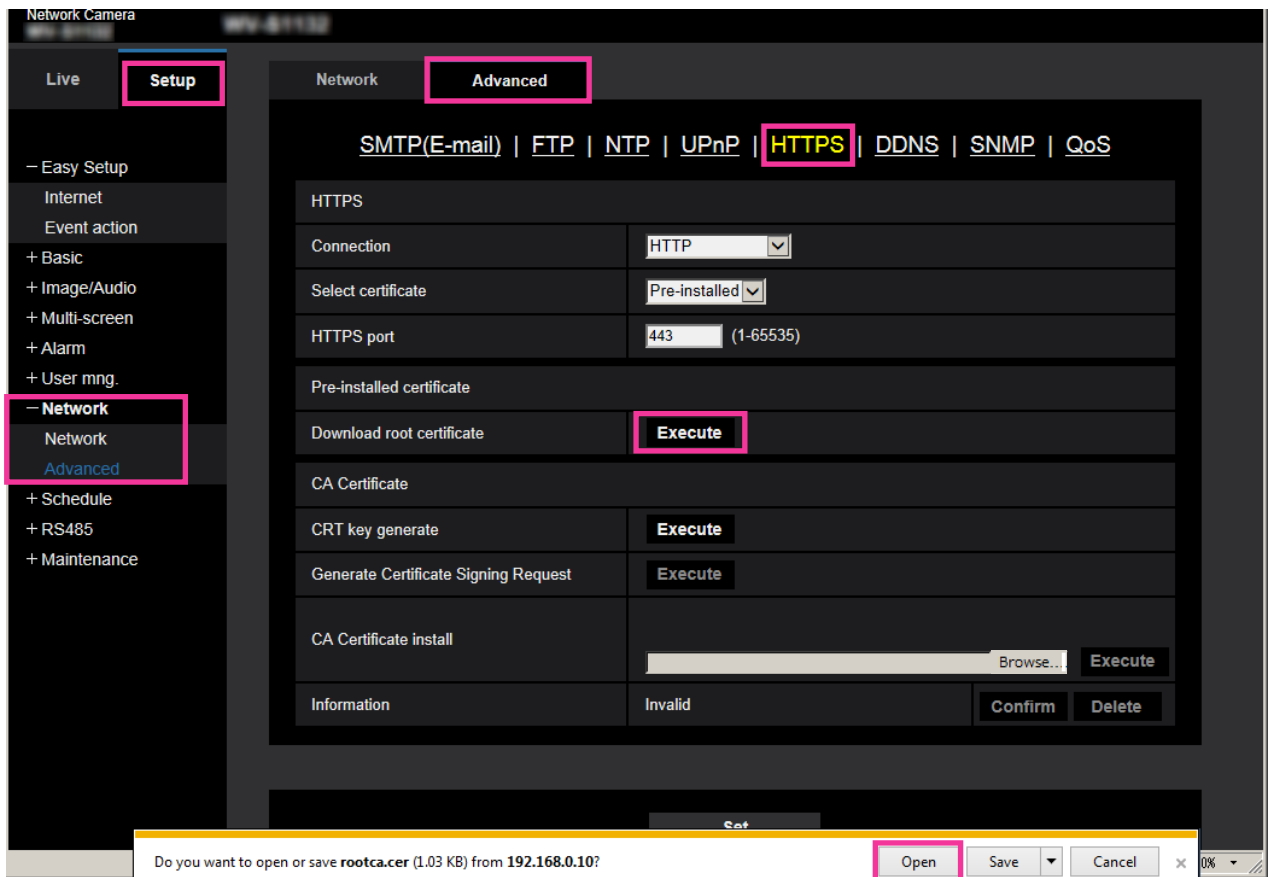 Network Camera
WV-S1132
Live
Setup
Network
Advanced
SMTP(E-mail) | FTP | NTP | UPnP | HTTPS | DDNS | SNMP | QoS
− Easy Setup
Internet
Event action
+ Basic
+ Image/Audio
+ Multi-screen
+ Alarm
+ User mng.
− Network
Network
Advanced
+ Schedule
+ RS485
+ Maintenance
HTTPS
Connection HTTP
Select certificate Pre-installed
HTTPS port 443 (1-65535)
Pre-installed certificate
Download root certificate Execute
CA Certificate
CRT key generate Execute
Generate Certificate Signing Request Execute
CA Certificate install Browse... Execute
Information Invalid Confirm Delete
Set
Do you want to open or save rootca.cer (1.03 KB) from 192.168.0.10? Open Save Cancel ×
0%